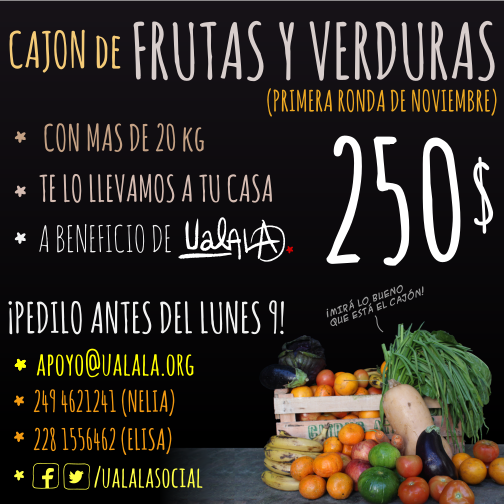 CAJON DE FRUTAS Y VERDURAS
(PRIMERA RONDA DE NOVIEMBRE)
* CON MAS DE 20 KG
* TE LO LLEVAMOS A TU CASA
* A BENEFICIO DE UalALA
250$
¡PEDILO ANTES DEL LUNES 9!
¡MIRÁ LO BUENO
QUE ESTÁ EL CAJÓN!
* APOYO@UALALA.ORG
* 249 4621241 (NELIA)
* 228 1556462 (ELISA)
* /UALALASOCIAL